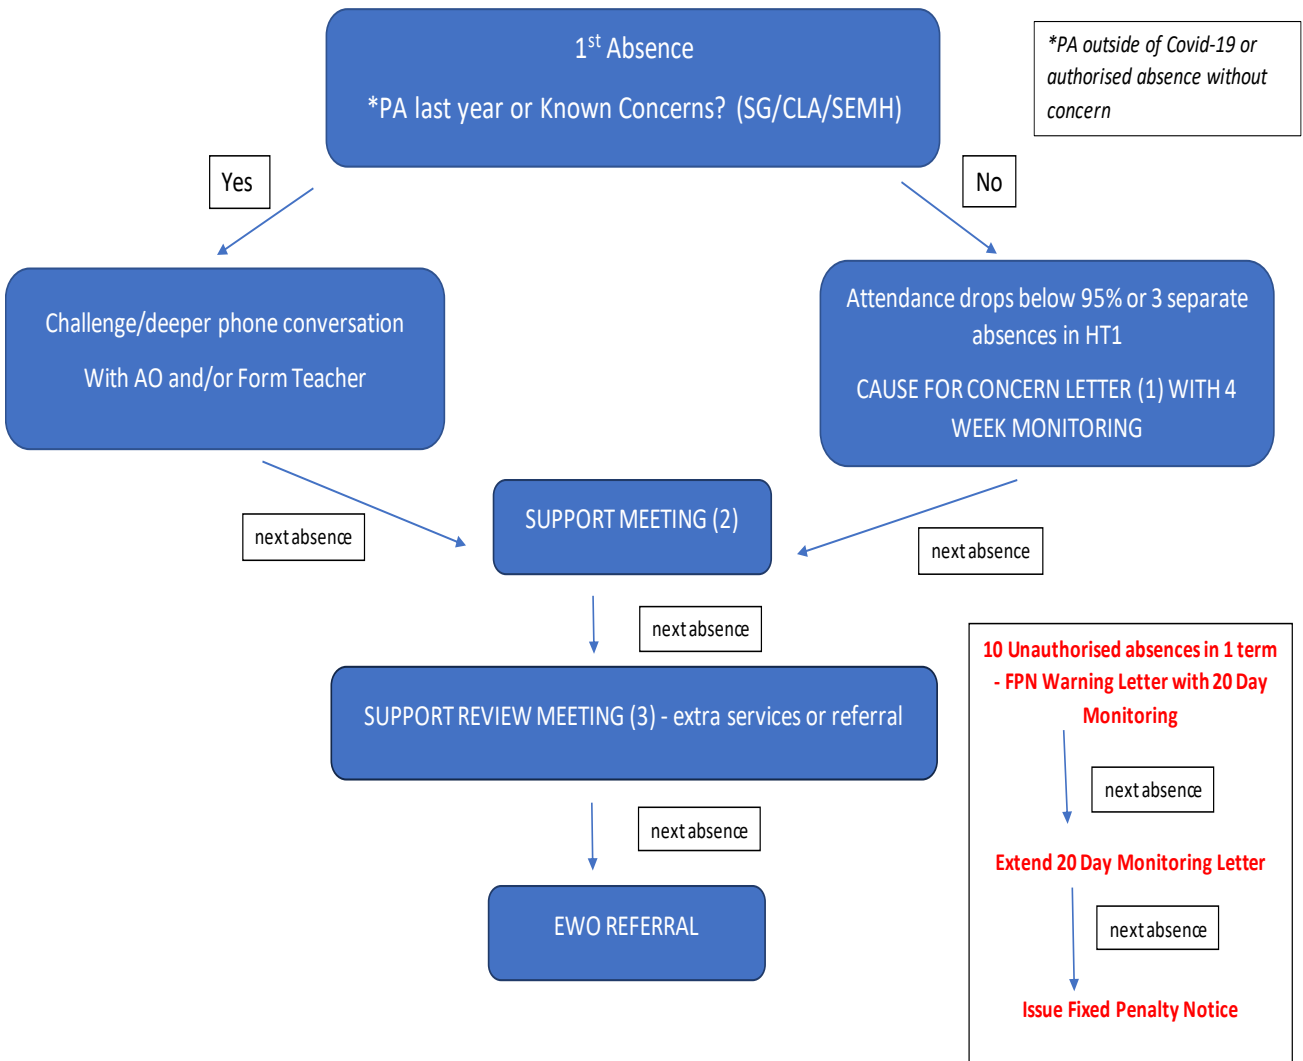 1st Absence
*PA last year or Known Concerns? (SG/CLA/SEMH)
*PA outside of Covid-19 or
authorised absence without
concern
Yes
No
Challenge/deeper phone conversation
With AO and/or Form Teacher
Attendance drops below 95% or 3 separate
absences in HT1
CAUSE FOR CONCERN LETTER (1) WITH 4
WEEK MONITORING
next absence
SUPPORT MEETING (2)
next absence
next absence
SUPPORT REVIEW MEETING (3) - extra services or referral
next absence
EWO REFERRAL
10 Unauthorised absences in 1 term
- FPN Warning Letter with 20 Day
Monitoring
next absence
Extend 20 Day Monitoring Letter
next absence
Issue Fixed Penalty Notice